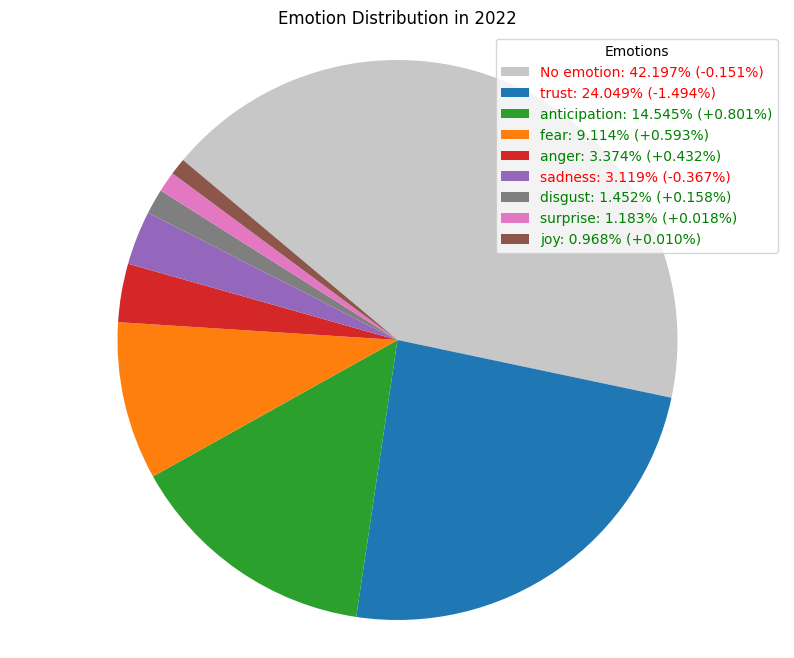 Emotion Distribution in 2022
Emotions
No emotion: 42.197% (-0.151%)
trust: 24.049% (-1.494%)
anticipation: 14.545% (+0.801%)
fear: 9.114% (+0.593%)
anger: 3.374% (+0.432%)
sadness: 3.119% (-0.367%)
disgust: 1.452% (+0.158%)
surprise: 1.183% (+0.018%)
joy: 0.968% (+0.010%)